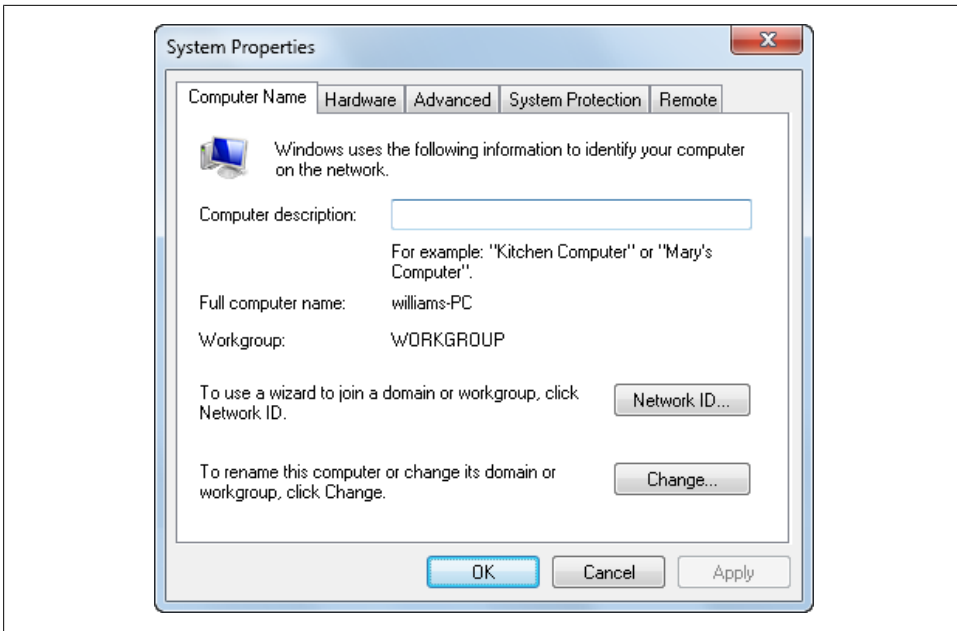 System Properties
Computer Name Hardware Advanced System Protection Remote
Windows uses the following information to identify your computer
on the network.
Computer description:
For example: "Kitchen Computer" or "Mary's
Computer".
Full computer name: williams-PC
Workgroup: WORKGROUP
To use a wizard to join a domain or workgroup, click
Network ID.
Network ID...
To rename this computer or change its domain or
workgroup, click Change.
Change...
OK Cancel Apply